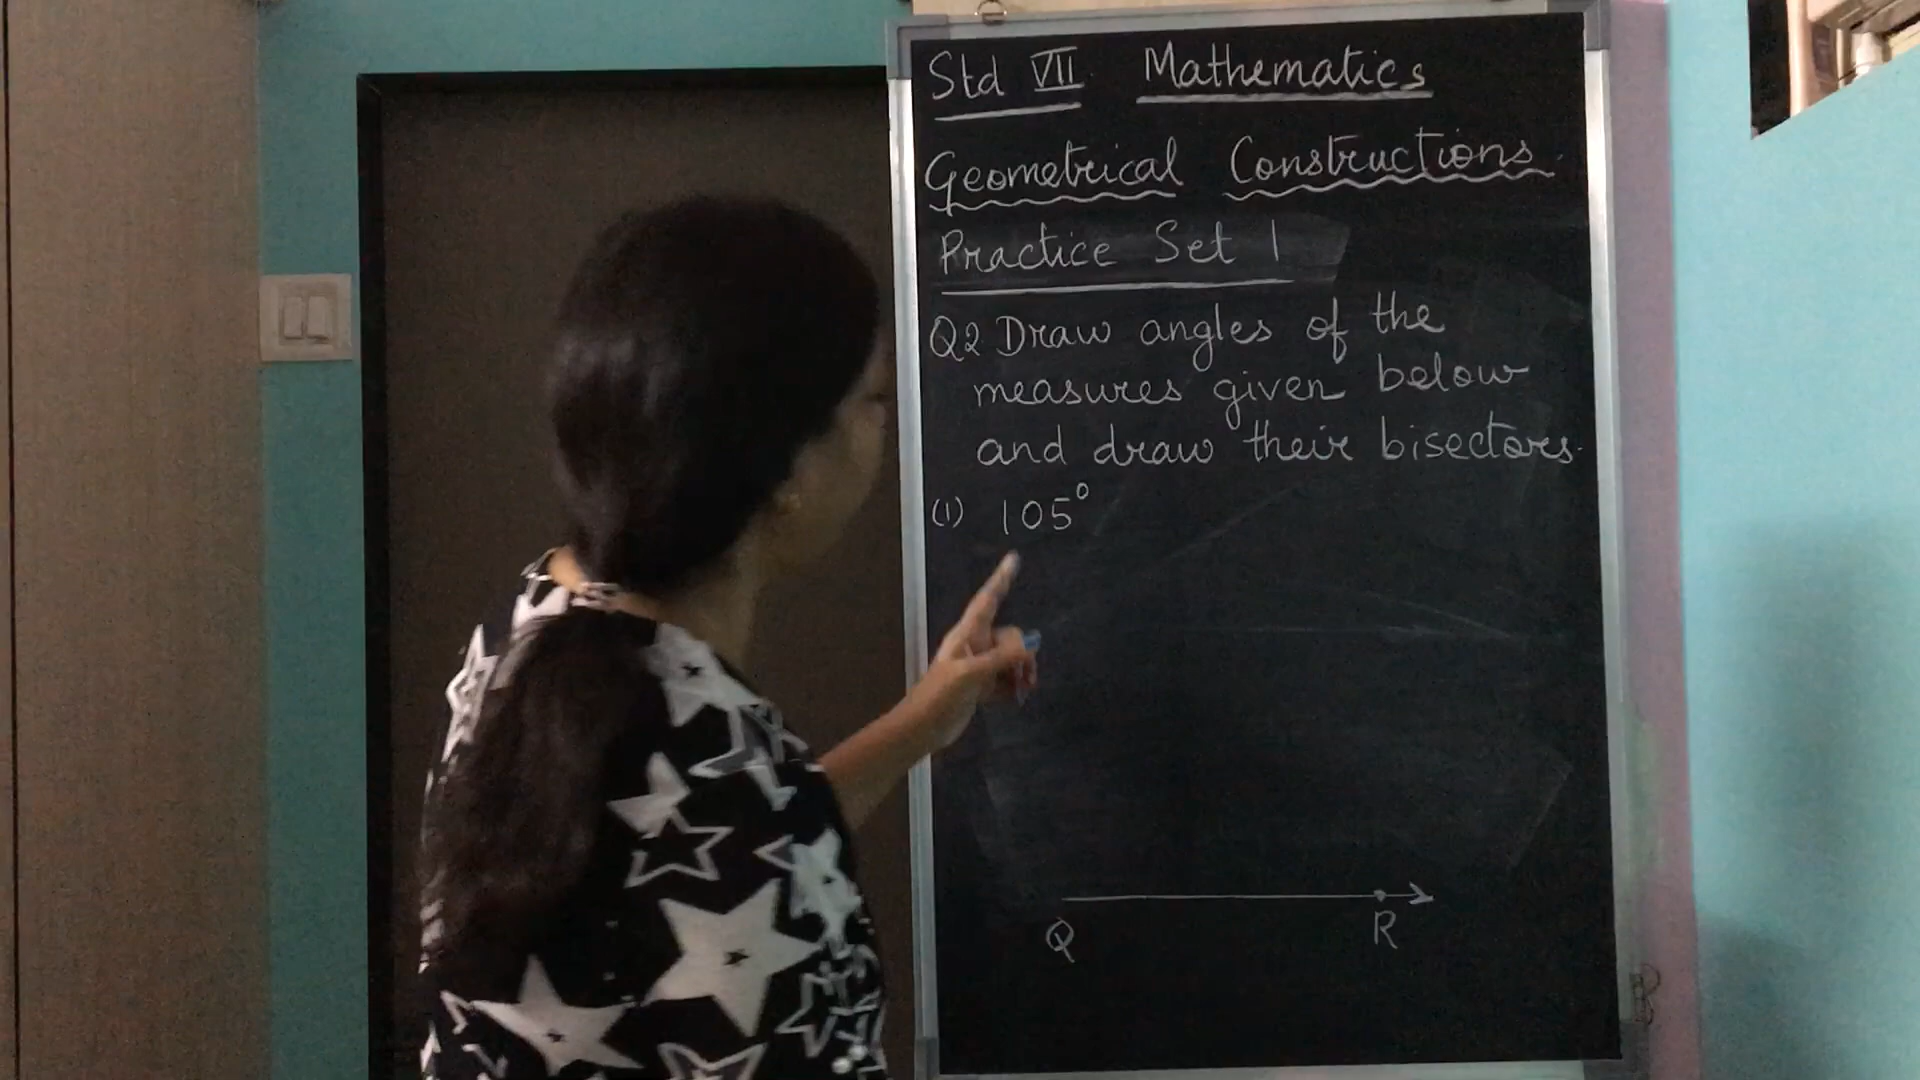 Std VII Mathematics
Geometrical Constructions
Practice Set 1
Q2 Draw angles of the
measures given below
and draw their bisectors.
(1) 105°
Q R